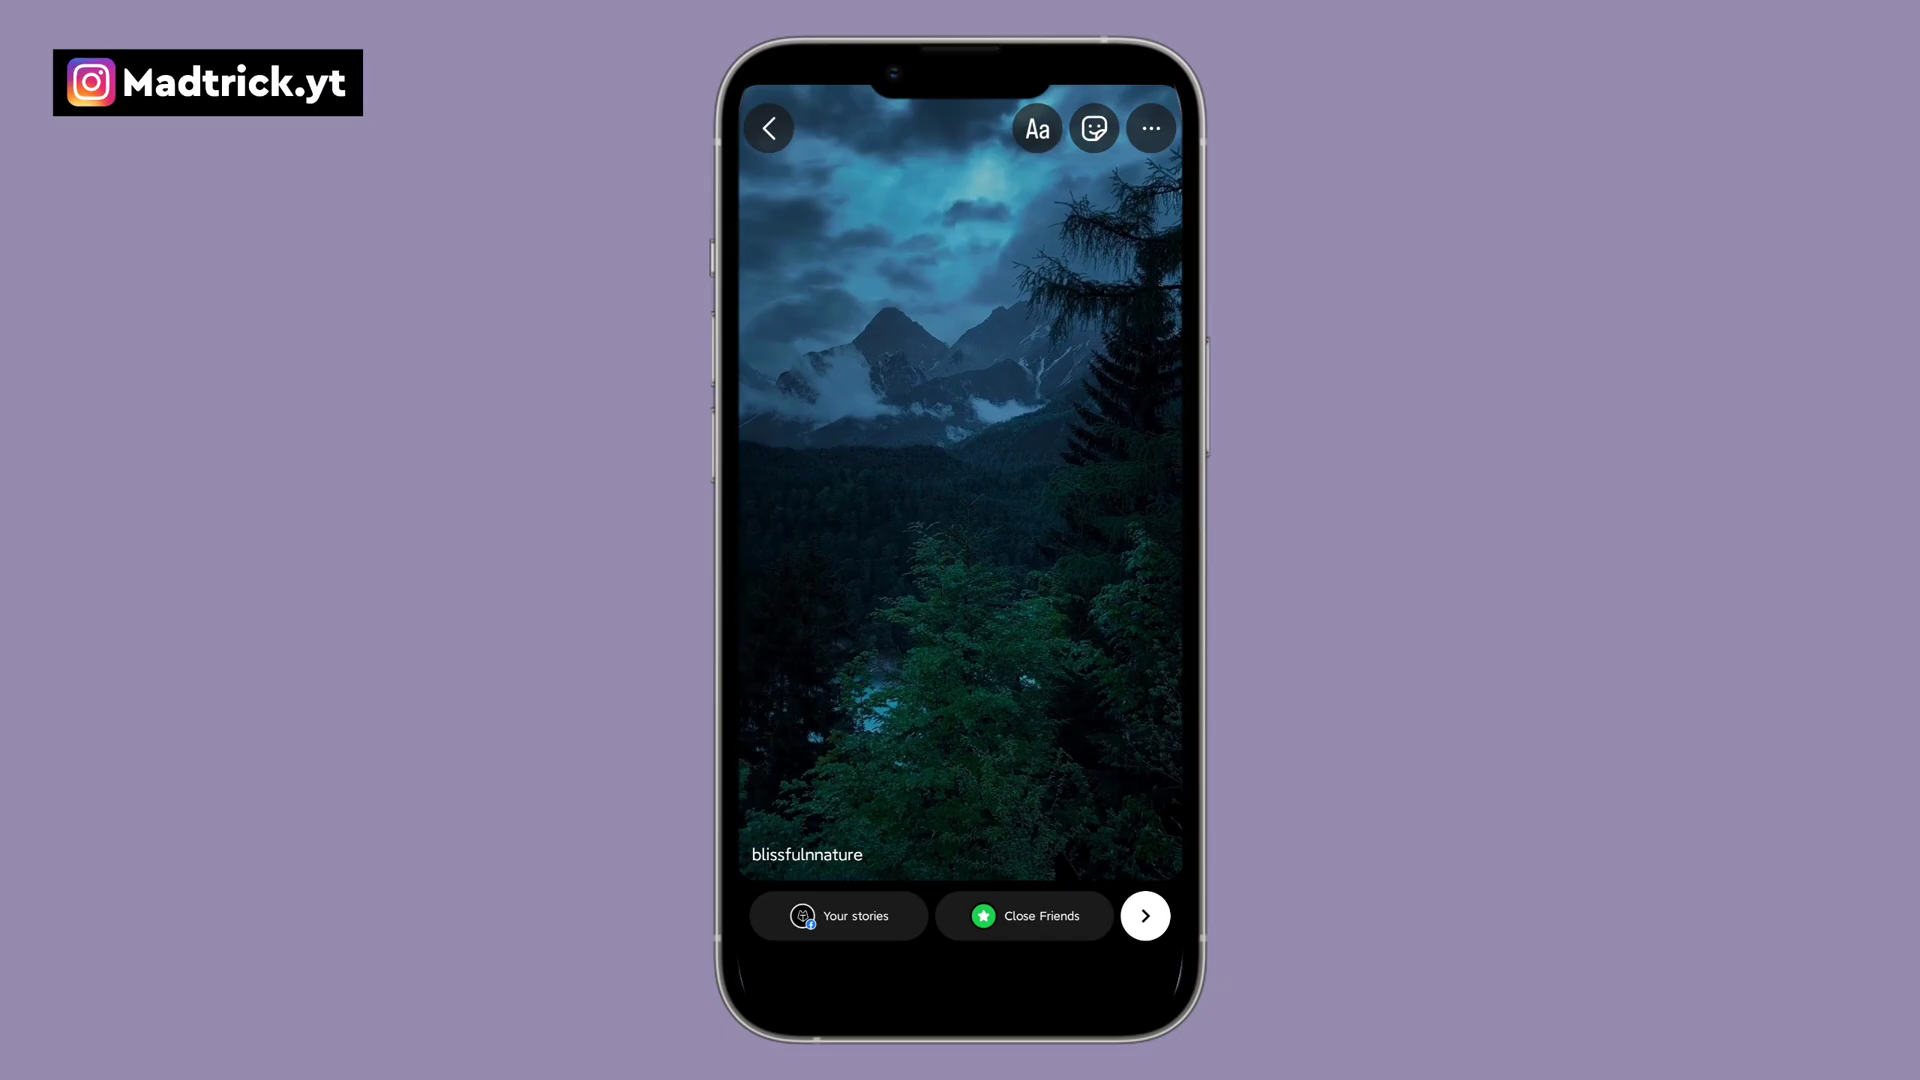 Madtrick.yt
Aa
blissfulnnature
Your stories
Close Friends